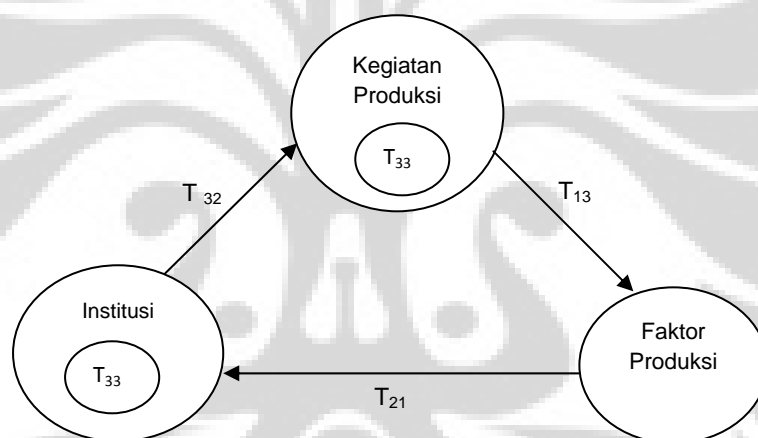 Kegiatan
Produksi
T33
T 32
T13
Institusi
T33
Faktor
Produksi
T21